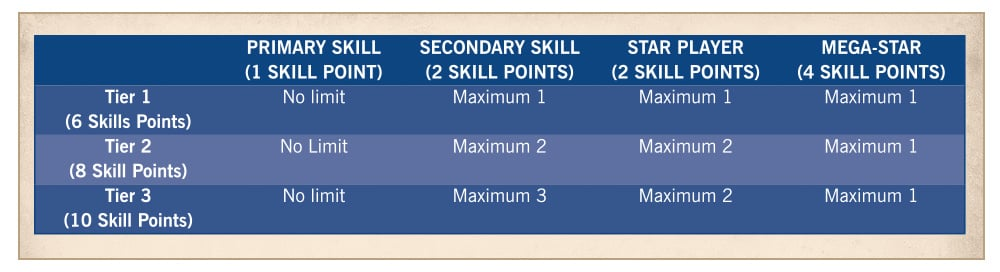 PRIMARY SKILL SECONDARY SKILL STAR PLAYER MEGA-STAR
(1 SKILL POINT) (2 SKILL POINTS) (2 SKILL POINTS) (4 SKILL POINTS)
Tier 1 No limit Maximum 1 Maximum 1 Maximum 1
(6 Skills Points)
Tier 2 No Limit Maximum 2 Maximum 2 Maximum 1
(8 Skill Points)
Tier 3 No limit Maximum 3 Maximum 2 Maximum 1
(10 Skill Points)